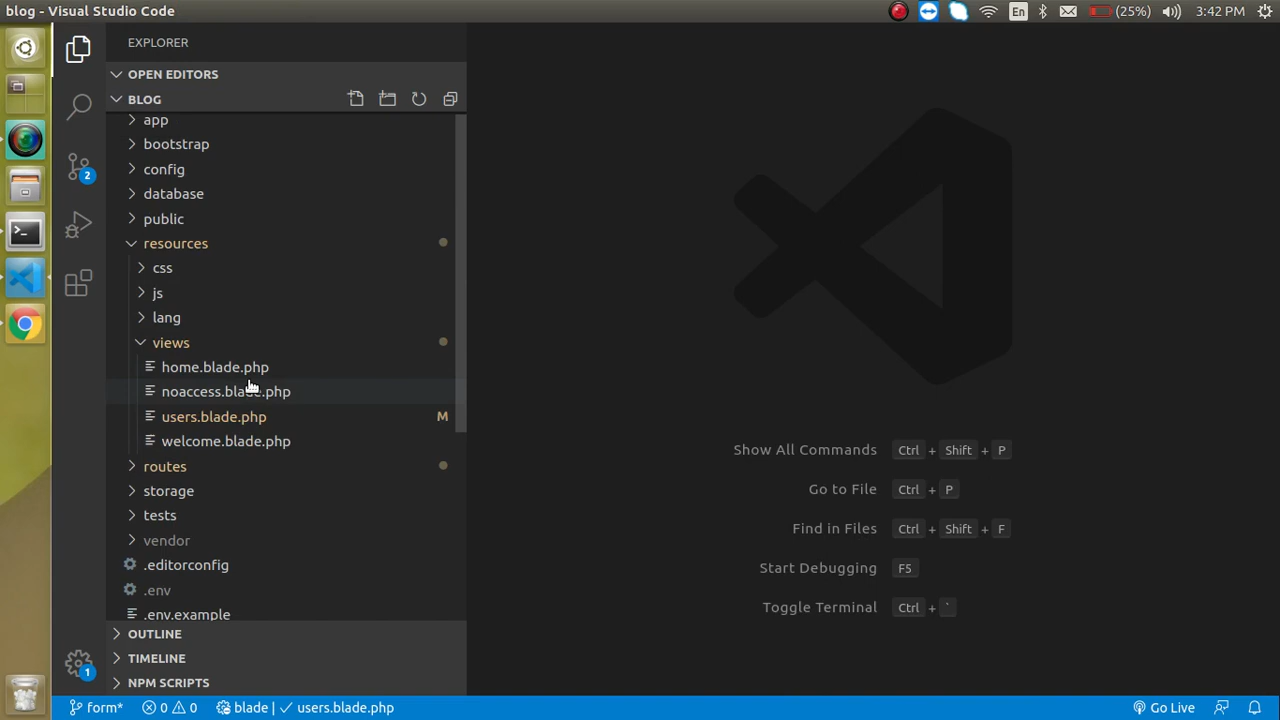 blog - Visual Studio Code
En
(25%)
3:42 PM
EXPLORER
OPEN EDITORS
BLOG
app
bootstrap
config
database
public
resources
css
js
lang
views
home.blade.php
noaccess.blade.php
users.blade.php M
welcome.blade.php
routes
storage
tests
vendor
.editorconfig
.env
.env.example
OUTLINE
TIMELINE
NPM SCRIPTS
2
1
Show All Commands Ctrl + Shift + P
Go to File Ctrl + P
Find in Files Ctrl + Shift + F
Start Debugging F5
Toggle Terminal Ctrl + `
form* 0 0 blade | ✓ users.blade.php Go Live